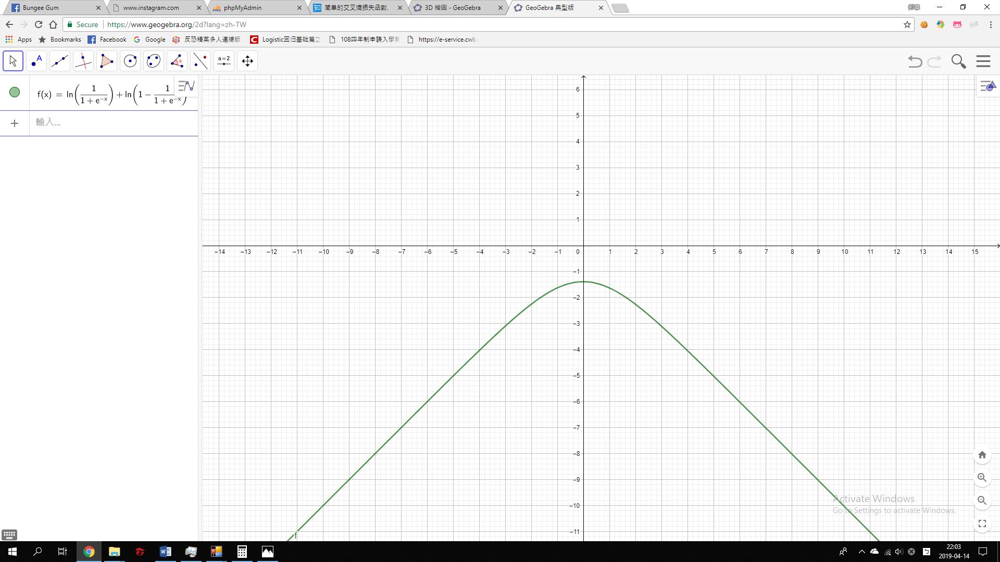 Bungee Gum
www.instagram.com
phpMyAdmin
知 简单的交叉熵损失函数,
3D 繪圖 - GeoGebra
GeoGebra 典型版
Secure https://www.geogebra.org/2d?lang=zh-TW
Apps
Bookmarks
Facebook
Google
反恐精英多人連線版
Logistic回归基础篇之
108四年制申請入學
https://e-service.cwb.
A
α
a=2
f(x) = ln(1/(1 + e^−x)) + ln(1 − 1/(1 + e^−x))
輸入...
6
5
4
3
2
1
−14 −13 −12 −11 −10 −9 −8 −7 −6 −5 −4 −3 −2 −1 0 1 2 3 4 5 6 7 8 9 10 11 12 13 14 15
−1
−2
−3
−4
−5
−6
−7
−8
−9
−10
−11
f
Activate Windows
Go to Settings to activate Windows.
22:03
2019-04-14